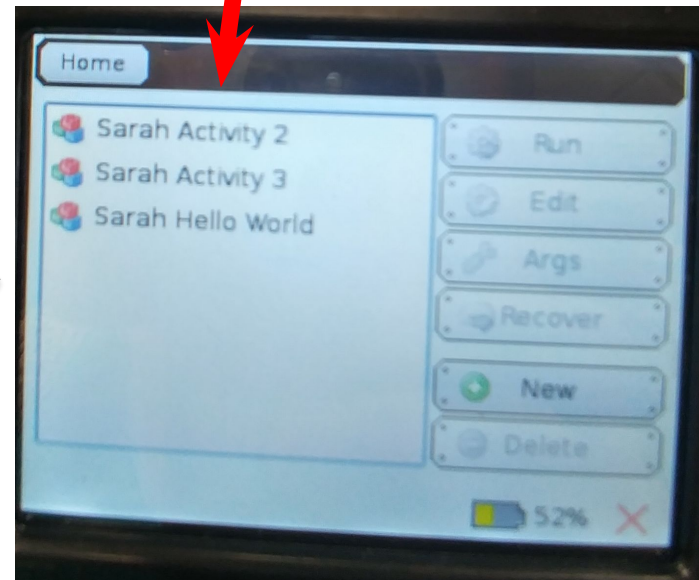 Home
Sarah Activity 2
Sarah Activity 3
Sarah Hello World
Run
Edit
Args
Recover
New
Delete
52%